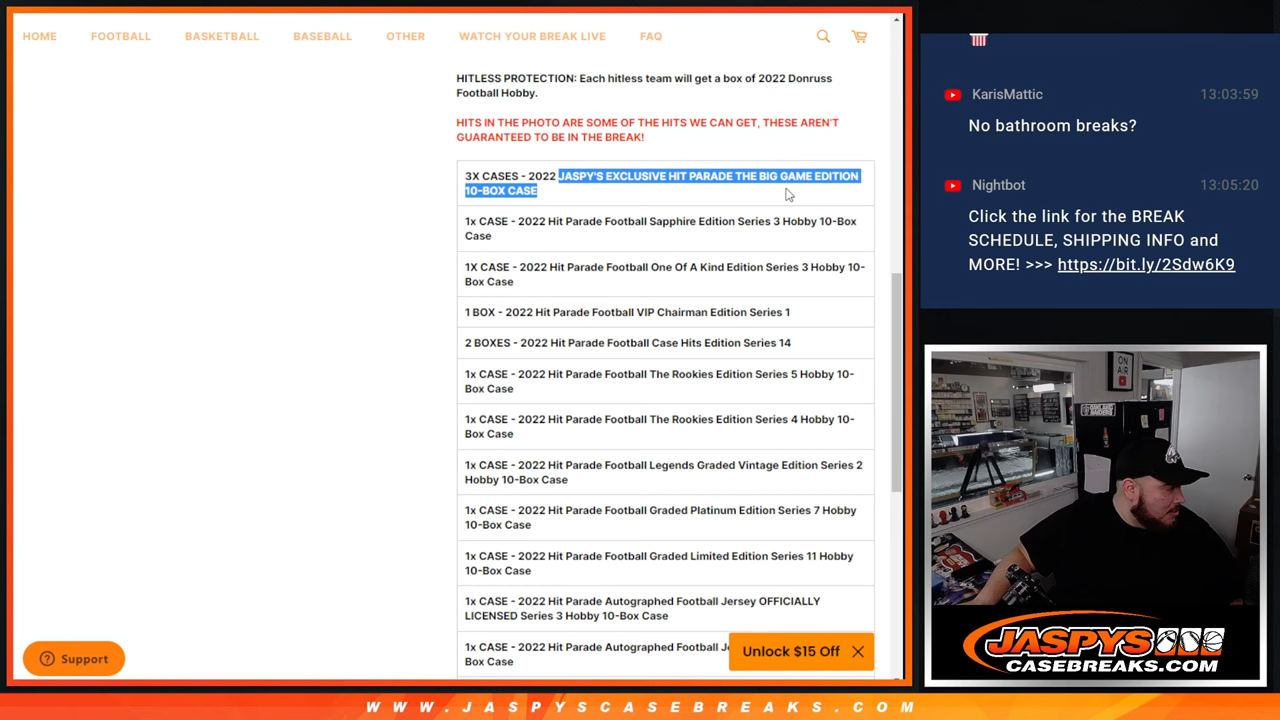 HOME FOOTBALL BASKETBALL BASEBALL OTHER WATCH YOUR BREAK LIVE FAQ
HITLESS PROTECTION: Each hitless team will get a box of 2022 Donruss
Football Hobby.
HITS IN THE PHOTO ARE SOME OF THE HITS WE CAN GET, THESE AREN'T
GUARANTEED TO BE IN THE BREAK!
3X CASES - 2022 JASPY'S EXCLUSIVE HIT PARADE THE BIG GAME EDITION
10-BOX CASE
1x CASE - 2022 Hit Parade Football Sapphire Edition Series 3 Hobby 10-Box
Case
1X CASE - 2022 Hit Parade Football One Of A Kind Edition Series 3 Hobby 10-
Box Case
1 BOX - 2022 Hit Parade Football VIP Chairman Edition Series 1
2 BOXES - 2022 Hit Parade Football Case Hits Edition Series 14
1x CASE - 2022 Hit Parade Football The Rookies Edition Series 5 Hobby 10-
Box Case
1x CASE - 2022 Hit Parade Football The Rookies Edition Series 4 Hobby 10-
Box Case
1x CASE - 2022 Hit Parade Football Legends Graded Vintage Edition Series 2
Hobby 10-Box Case
1x CASE - 2022 Hit Parade Football Graded Platinum Edition Series 7 Hobby
10-Box Case
1x CASE - 2022 Hit Parade Football Graded Limited Edition Series 11 Hobby
10-Box Case
1x CASE - 2022 Hit Parade Autographed Football Jersey OFFICIALLY
LICENSED Series 3 Hobby 10-Box Case
1x CASE - 2022 Hit Parade Autographed Football
Box Case
Support
Unlock $15 Off
KarisMattic 13:03:59
No bathroom breaks?
Nightbot 13:05:20
Click the link for the BREAK
SCHEDULE, SHIPPING INFO and
MORE! >>> https://bit.ly/2Sdw6K9
ON
AIR
JASPYS
CASEBREAKS.COM
WWW.JASPYSCASEBREAKS.COM